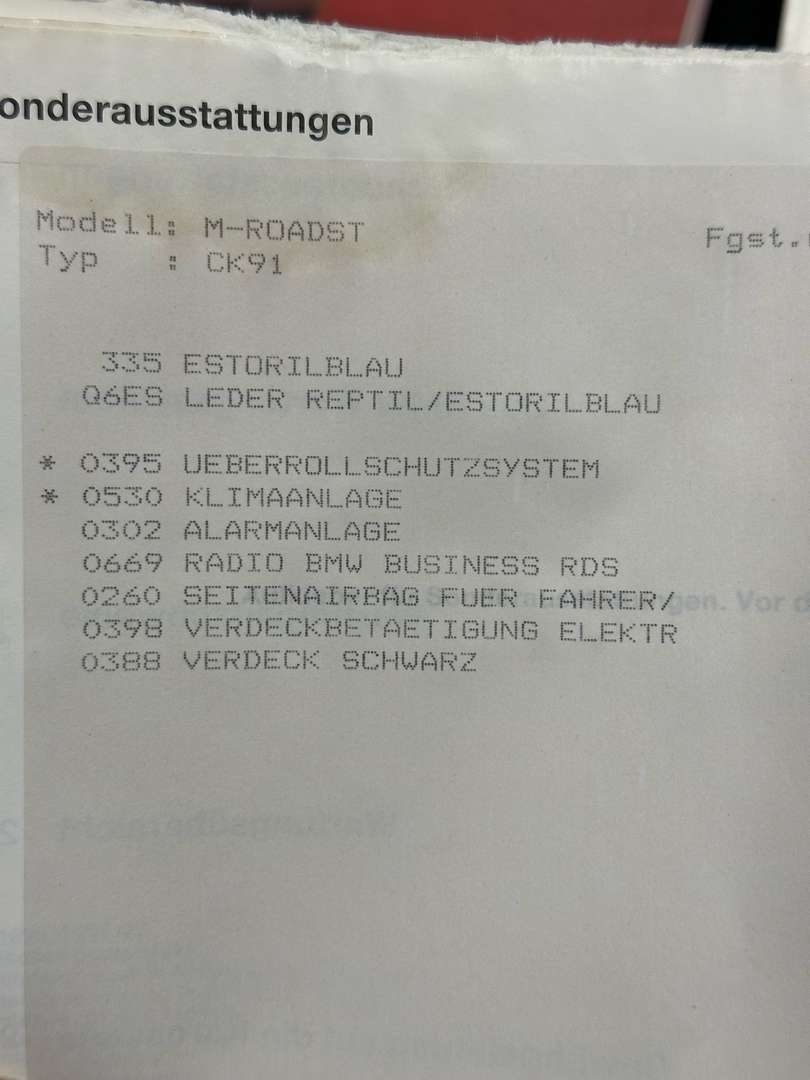 onderausstattungen
Modell: M-ROADST Fgst.
Typ : CK91
335 ESTORILBLAU
Q6ES LEDER REPTIL/ESTORILBLAU
* 0395 UEBERROLLSCHUTZSYSTEM
* 0530 KLIMAANLAGE
0302 ALARMANLAGE
0669 RADIO BMW BUSINESS RDS
0260 SEITENAIRBAG FUER FAHRER/
0398 VERDECKBETAETIGUNG ELEKTR
0388 VERDECK SCHWARZ